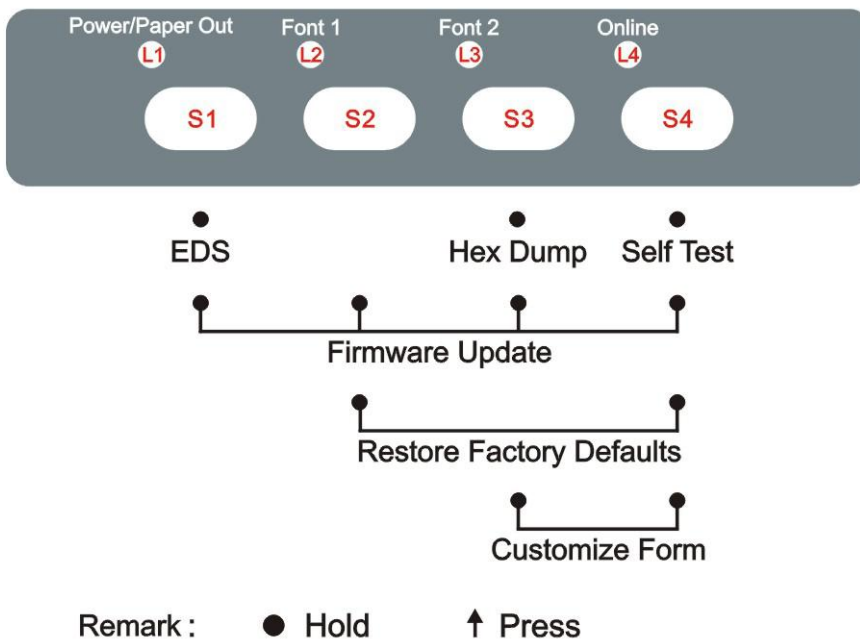 Power/Paper Out Font 1 Font 2 Online
L1 L2 L3 L4
S1 S2 S3 S4
EDS Hex Dump Self Test
Firmware Update
Restore Factory Defaults
Customize Form
Remark : Hold Press